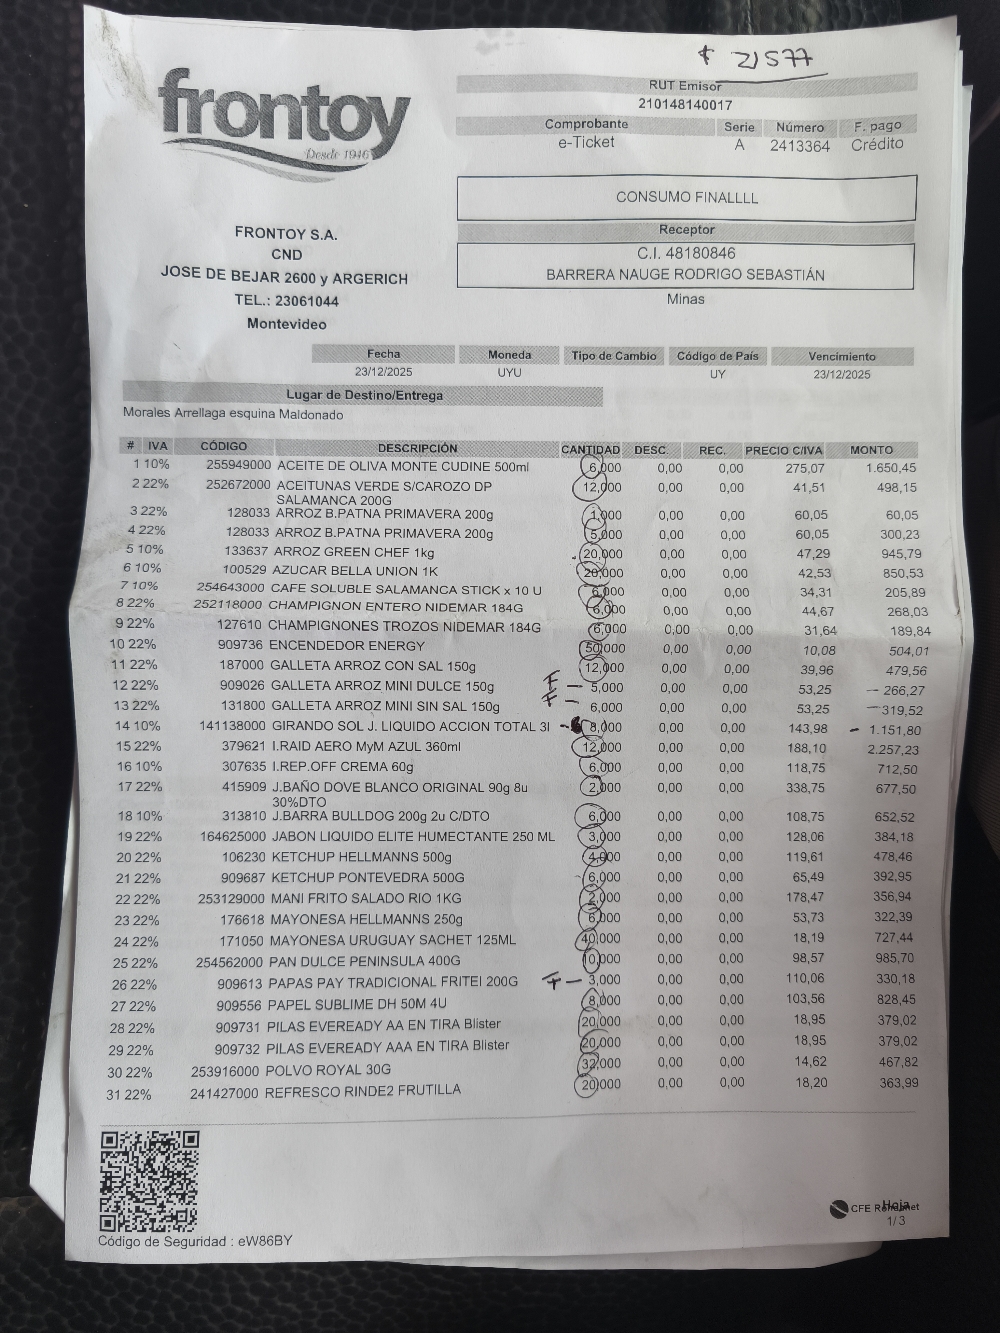 $ 21577
frontoy
Desde 1946
RUT Emisor
210148140017
Comprobante Serie Número F. pago
e-Ticket A 2413364 Crédito
CONSUMO FINALLLL
Receptor
C.I. 48180846
BARRERA NAUGE RODRIGO SEBASTIÁN
Minas
FRONTOY S.A.
CND
JOSE DE BEJAR 2600 y ARGERICH
TEL.: 23061044
Montevideo
Fecha Moneda Tipo de Cambio Código de País Vencimiento
23/12/2025 UYU UY 23/12/2025
Lugar de Destino/Entrega
Morales Arrellaga esquina Maldonado
# IVA CÓDIGO DESCRIPCIÓN CANTIDAD DESC. REC. PRECIO C/IVA MONTO
1 10% 255949000 ACEITE DE OLIVA MONTE CUDINE 500ml 6,000 0,00 0,00 275,07 1.650,45
2 22% 252672000 ACEITUNAS VERDE S/CAROZO DP 12,000 0,00 0,00 41,51 498,15
SALAMANCA 200G
3 22% 128033 ARROZ B.PATNA PRIMAVERA 200g 1,000 0,00 0,00 60,05 60,05
4 22% 128033 ARROZ B.PATNA PRIMAVERA 200g 5,000 0,00 0,00 60,05 300,23
5 10% 133637 ARROZ GREEN CHEF 1kg 20,000 0,00 0,00 47,29 945,79
6 10% 100529 AZUCAR BELLA UNION 1K 20,000 0,00 0,00 42,53 850,53
7 10% 254643000 CAFE SOLUBLE SALAMANCA STICK x 10 U 6,000 0,00 0,00 34,31 205,89
8 22% 252118000 CHAMPIGNON ENTERO NIDEMAR 184G 6,000 0,00 0,00 44,67 268,03
9 22% 127610 CHAMPIGNONES TROZOS NIDEMAR 184G 6,000 0,00 0,00 31,64 189,84
10 22% 909736 ENCENDEDOR ENERGY 50,000 0,00 0,00 10,08 504,01
11 22% 187000 GALLETA ARROZ CON SAL 150g 12,000 0,00 0,00 39,96 479,56
12 22% 909026 GALLETA ARROZ MINI DULCE 150g F – 5,000 0,00 0,00 53,25 – 266,27
13 22% 131800 GALLETA ARROZ MINI SIN SAL 150g F – 6,000 0,00 0,00 53,25 – 319,52
14 10% 141138000 GIRANDO SOL J. LIQUIDO ACCION TOTAL 3l 8,000 0,00 0,00 143,98 – 1.151,80
15 22% 379621 I.RAID AERO MyM AZUL 360ml 12,000 0,00 0,00 188,10 2.257,23
16 10% 307635 I.REP.OFF CREMA 60g 6,000 0,00 0,00 118,75 712,50
17 22% 415909 J.BAÑO DOVE BLANCO ORIGINAL 90g 8u 2,000 0,00 0,00 338,75 677,50
30%DTO
18 10% 313810 J.BARRA BULLDOG 200g 2u C/DTO 6,000 0,00 0,00 108,75 652,52
19 22% 164625000 JABON LIQUIDO ELITE HUMECTANTE 250 ML 3,000 0,00 0,00 128,06 384,18
20 22% 106230 KETCHUP HELLMANNS 500g 4,000 0,00 0,00 119,61 478,46
21 22% 909687 KETCHUP PONTEVEDRA 500G 6,000 0,00 0,00 65,49 392,95
22 22% 253129000 MANI FRITO SALADO RIO 1KG 2,000 0,00 0,00 178,47 356,94
23 22% 176618 MAYONESA HELLMANNS 250g 6,000 0,00 0,00 53,73 322,39
24 22% 171050 MAYONESA URUGUAY SACHET 125ML 40,000 0,00 0,00 18,19 727,44
25 22% 254562000 PAN DULCE PENINSULA 400G 10,000 0,00 0,00 98,57 985,70
26 22% 909613 PAPAS PAY TRADICIONAL FRITEI 200G F – 3,000 0,00 0,00 110,06 330,18
27 22% 909556 PAPEL SUBLIME DH 50M 4U 8,000 0,00 0,00 103,56 828,45
28 22% 909731 PILAS EVEREADY AA EN TIRA Blister 20,000 0,00 0,00 18,95 379,02
29 22% 909732 PILAS EVEREADY AAA EN TIRA Blister 20,000 0,00 0,00 18,95 379,02
30 22% 253916000 POLVO ROYAL 30G 32,000 0,00 0,00 14,62 467,82
31 22% 241427000 REFRESCO RINDE2 FRUTILLA 20,000 0,00 0,00 18,20 363,99
Código de Seguridad : eW86BY
CFE
Hoja
1/3